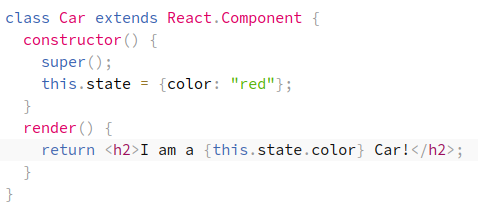 class Car extends React.Component {
  constructor() {
    super();
    this.state = {color: "red"};
  }
  render() {
    return <h2>I am a {this.state.color} Car!</h2>;
  }
}